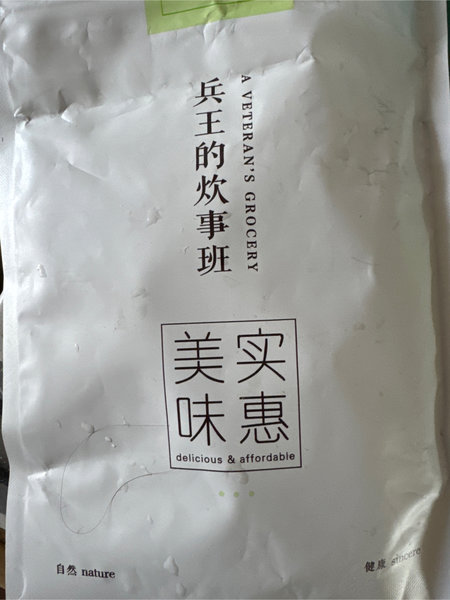 兵王的炊事班
A VETERAN'S GROCERY
实惠
美味
delicious & affordable
自然 nature
健康 sincere